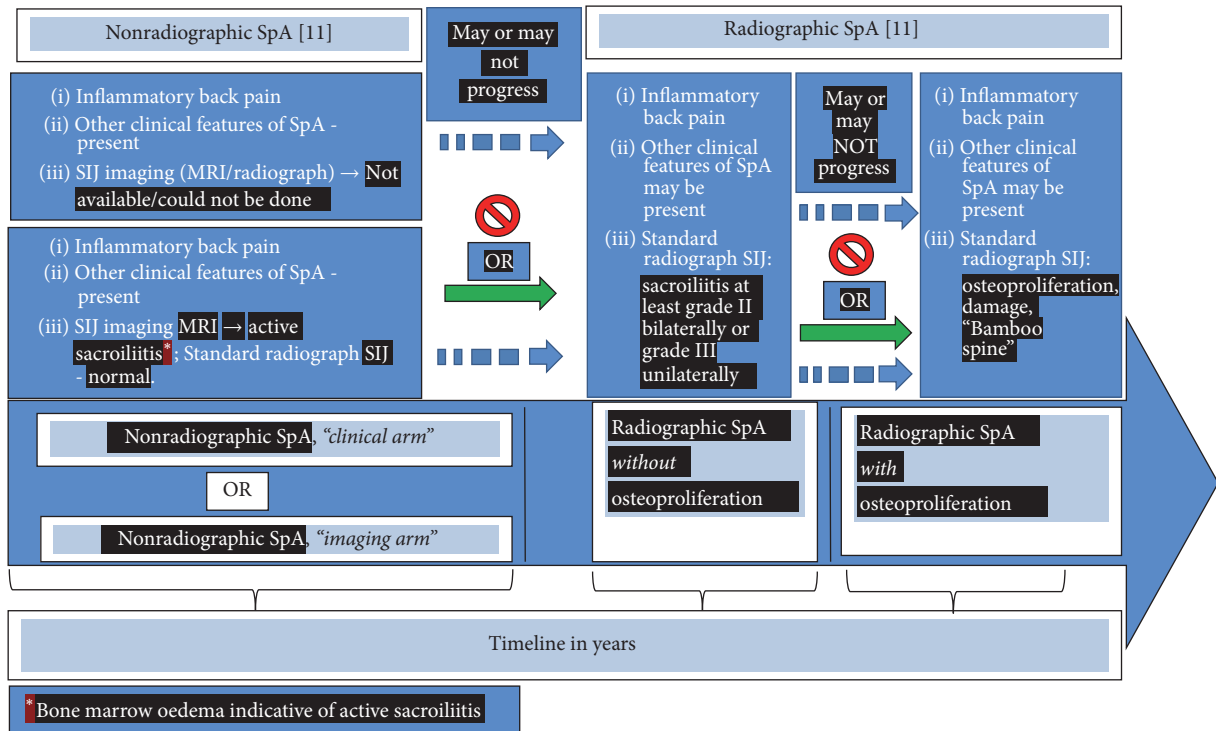 Nonradiographic SpA [11]
May or may
not
progress
Radiographic SpA [11]
(i) Inflammatory back pain
(ii) Other clinical features of SpA -
present
(iii) SIJ imaging (MRI/radiograph) → Not
available/could not be done
(i) Inflammatory back pain
(ii) Other clinical features of SpA -
present
(iii) SIJ imaging MRI → active
sacroiliitis*; Standard radiograph SIJ
- normal.
OR
(i) Inflammatory
back pain
(ii) Other clinical
features of SpA
may be
present
(iii) Standard
radiograph SIJ:
sacroiliitis at
least grade II
bilaterally or
grade III
unilaterally
May or
may
NOT
progress
OR
(i) Inflammatory
back pain
(ii) Other clinical
features of
SpA may be
present
(iii) Standard
radiograph SIJ:
osteoproliferation,
damage,
“Bamboo
spine”
Nonradiographic SpA, “clinical arm”
OR
Nonradiographic SpA, “imaging arm”
Radiographic SpA
without
osteoproliferation
Radiographic SpA
with
osteoproliferation
Timeline in years
*Bone marrow oedema indicative of active sacroiliitis